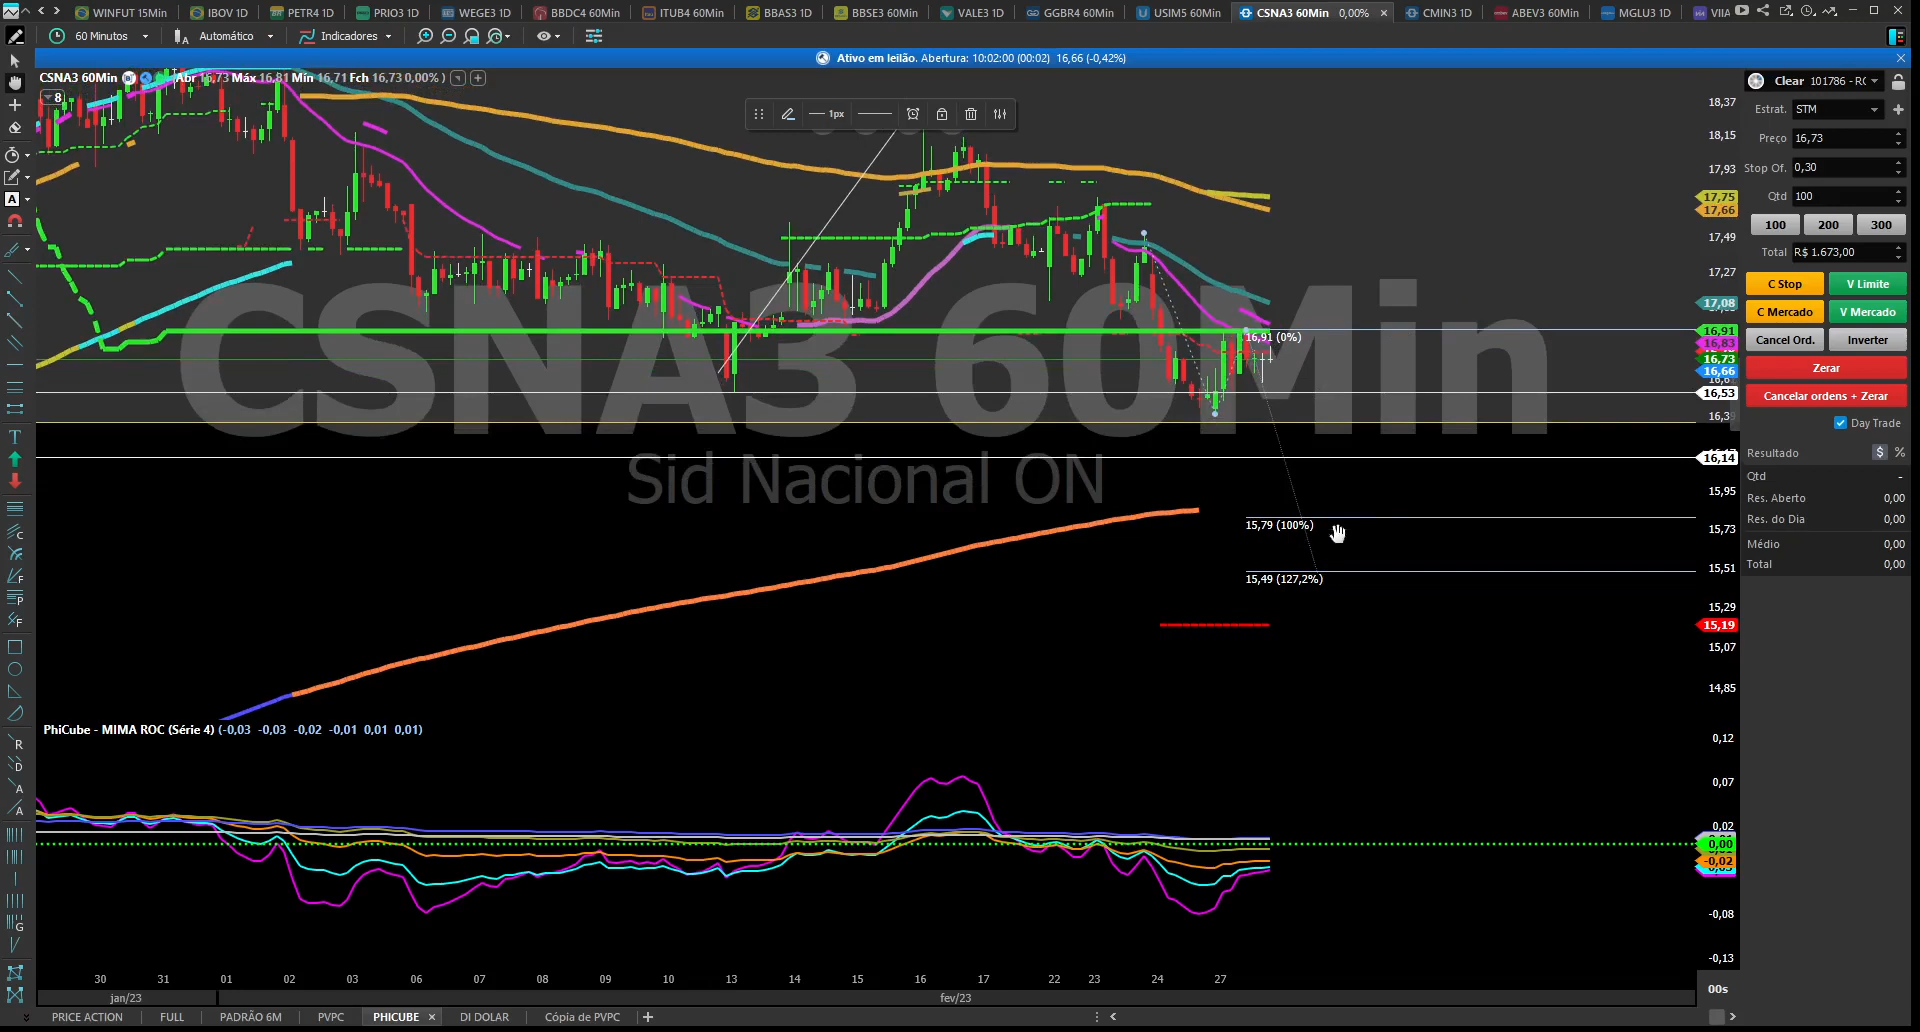 WINFUT 15Min
IBOV 1D
PETR4 1D
PRIO3 1D
WEGE3 1D
BBDC4 60Min
ITUB4 60Min
BBAS3 1D
BBSE3 60Min
VALE3 1D
GGBR4 60Min
USIM5 60Min
CSNA3 60Min 0,00%
CMIN3 1D
ABEV3 60Min
MGLU3 1D
VIIA
60 Minutos
Automático
Indicadores
Ativo em leilão. Abertura: 10:02:00 (00:02) 16,66 (-0,42%)
CSNA3 60Min
Abr 16,73 Máx 16,81 Mín 16,71 Fch 16,73 0,00% )
8
1px
CSNA3 60Min
Sid Nacional ON
16,91 (0%)
15,79 (100%)
15,49 (127,2%)
18,37
18,15
17,93
17,75
17,66
17,49
17,27
17,08
16,91
16,83
16,73
16,66
16,53
16,14
15,95
15,73
15,51
15,29
15,19
15,07
14,85
PhiCube - MIMA ROC (Série 4) (-0,03 -0,03 -0,02 -0,01 0,01 0,01)
0,12
0,07
0,02
0,00
-0,02
-0,08
-0,13
30
31
01
02
03
06
07
08
09
10
13
14
15
16
17
22
23
24
27
jan/23
fev/23
00s
PRICE ACTION
FULL
PADRÃO 6M
PVPC
PHICUBE
DI DOLAR
Cópia de PVPC
Clear 101786 - RC
Estrat. STM
Preço 16,73
Stop Of. 0,30
Qtd 100
100 200 300
Total R$ 1.673,00
C Stop V Limite
C Mercado V Mercado
Cancel Ord. Inverter
Zerar
Cancelar ordens + Zerar
Day Trade
Resultado $ %
Qtd -
Res. Aberto 0,00
Res. do Dia 0,00
Médio 0,00
Total 0,00